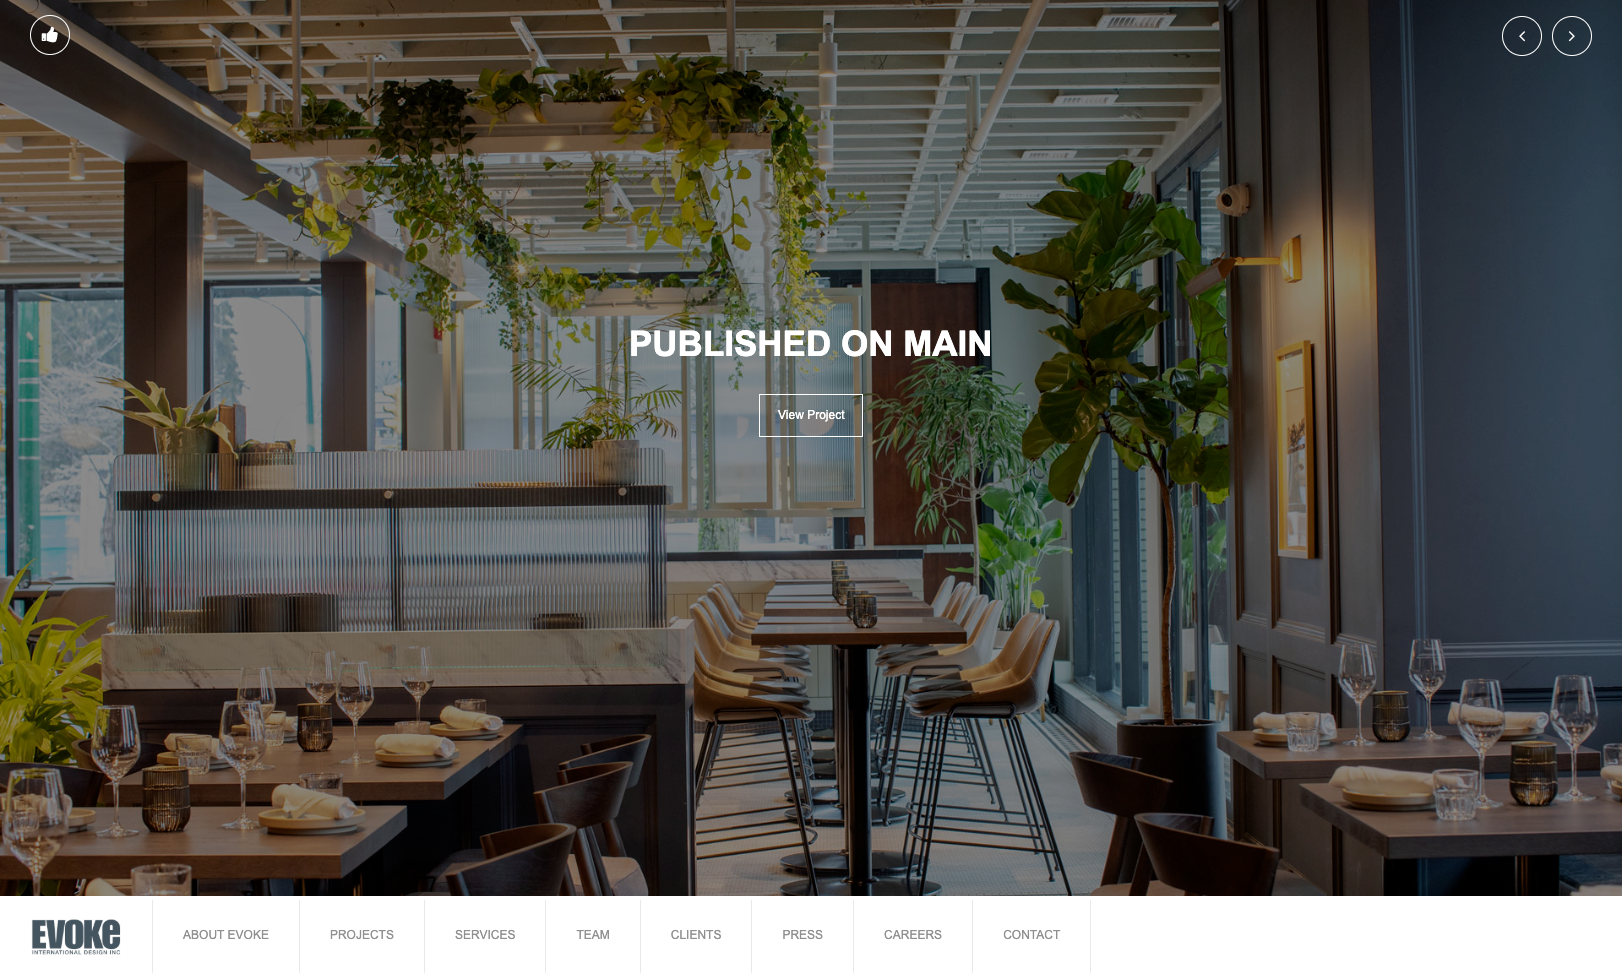 PUBLISHED ON MAIN
View Project
EVOKE
INTERNATIONAL DESIGN INC
ABOUT EVOKE
PROJECTS
SERVICES
TEAM
CLIENTS
PRESS
CAREERS
CONTACT